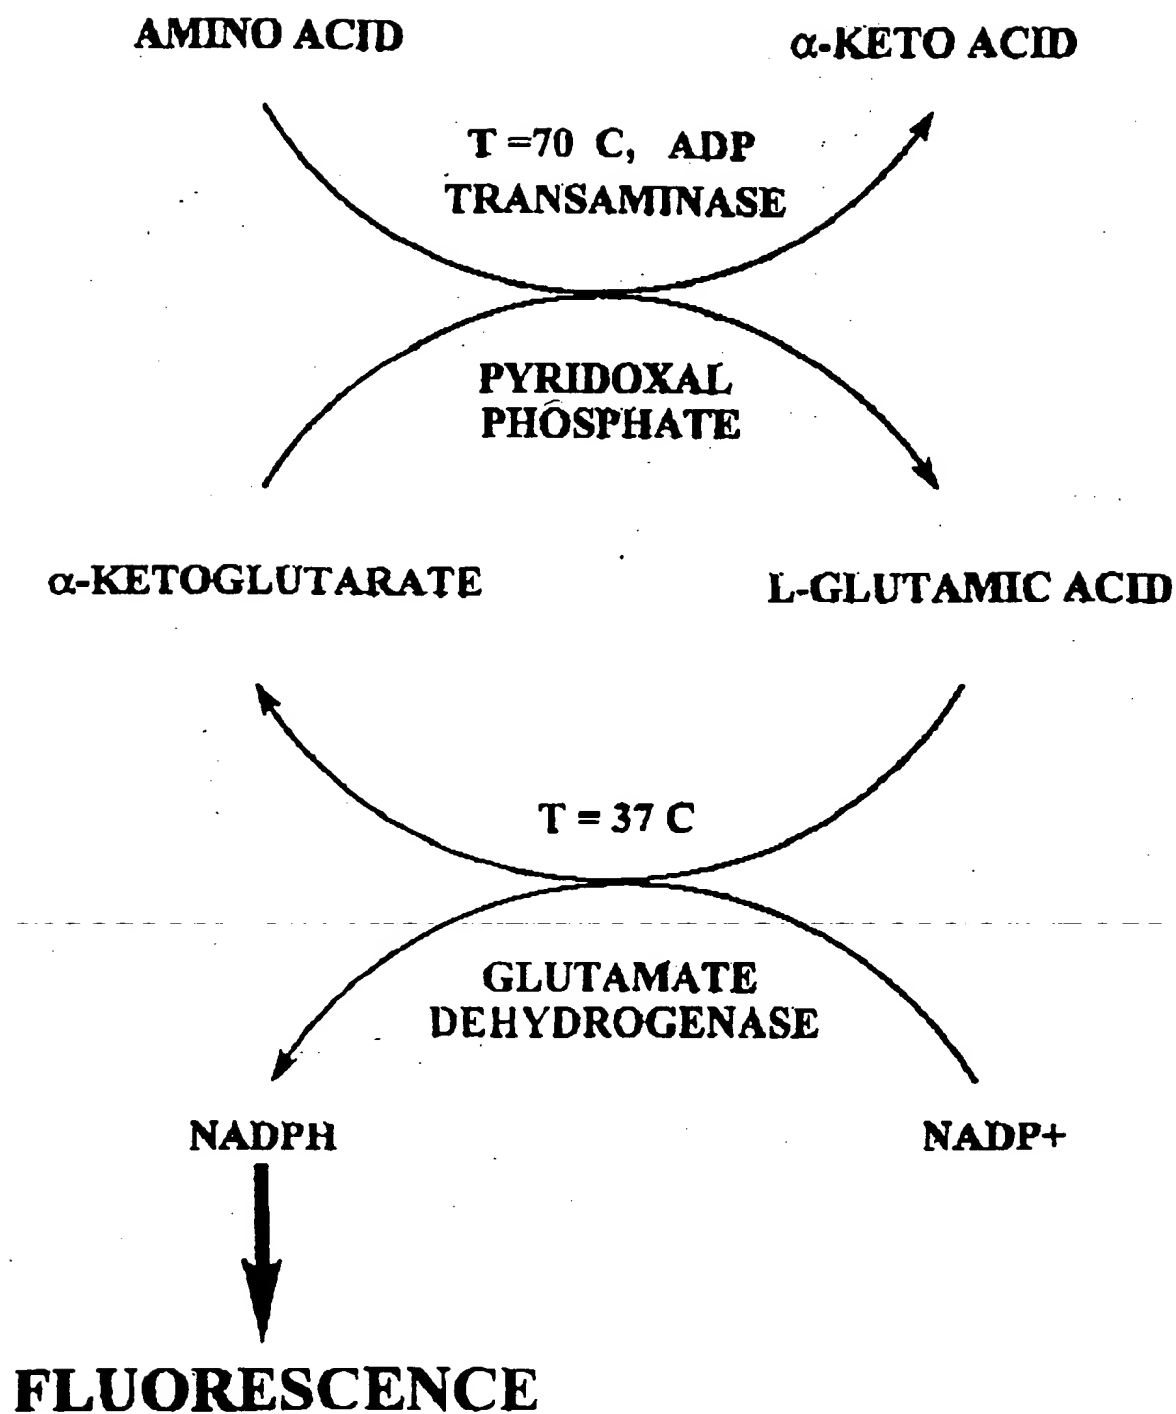 AMINO ACID
α-KETO ACID
T =70 C, ADP
TRANSAMINASE
PYRIDOXAL
PHOSPHATE
α-KETOGLUTARATE
L-GLUTAMIC ACID
T = 37 C
GLUTAMATE
DEHYDROGENASE
NADPH
NADP+
FLUORESCENCE